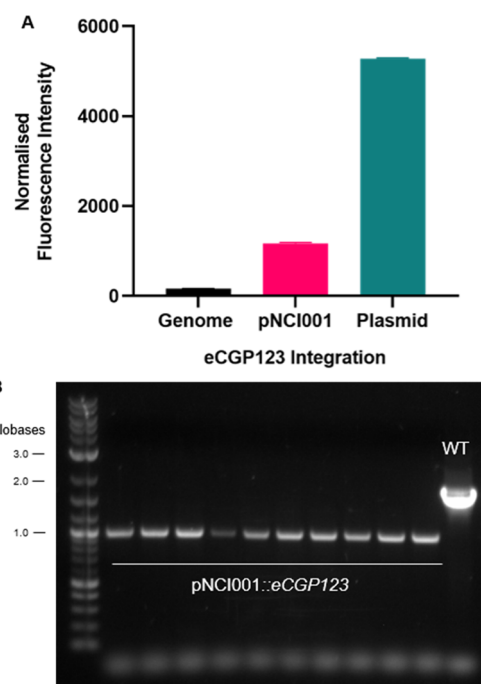 A
6000
4000
2000
0
Normalised
Fluorescence Intensity
Genome pNCI001 Plasmid
eCGP123 Integration
B
lobases
3.0
2.0
1.0
WT
pNCI001::eCGP123